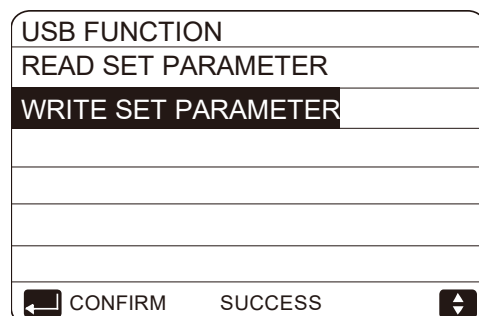 USB FUNCTION
READ SET PARAMETER
WRITE SET PARAMETER
CONFIRM SUCCESS